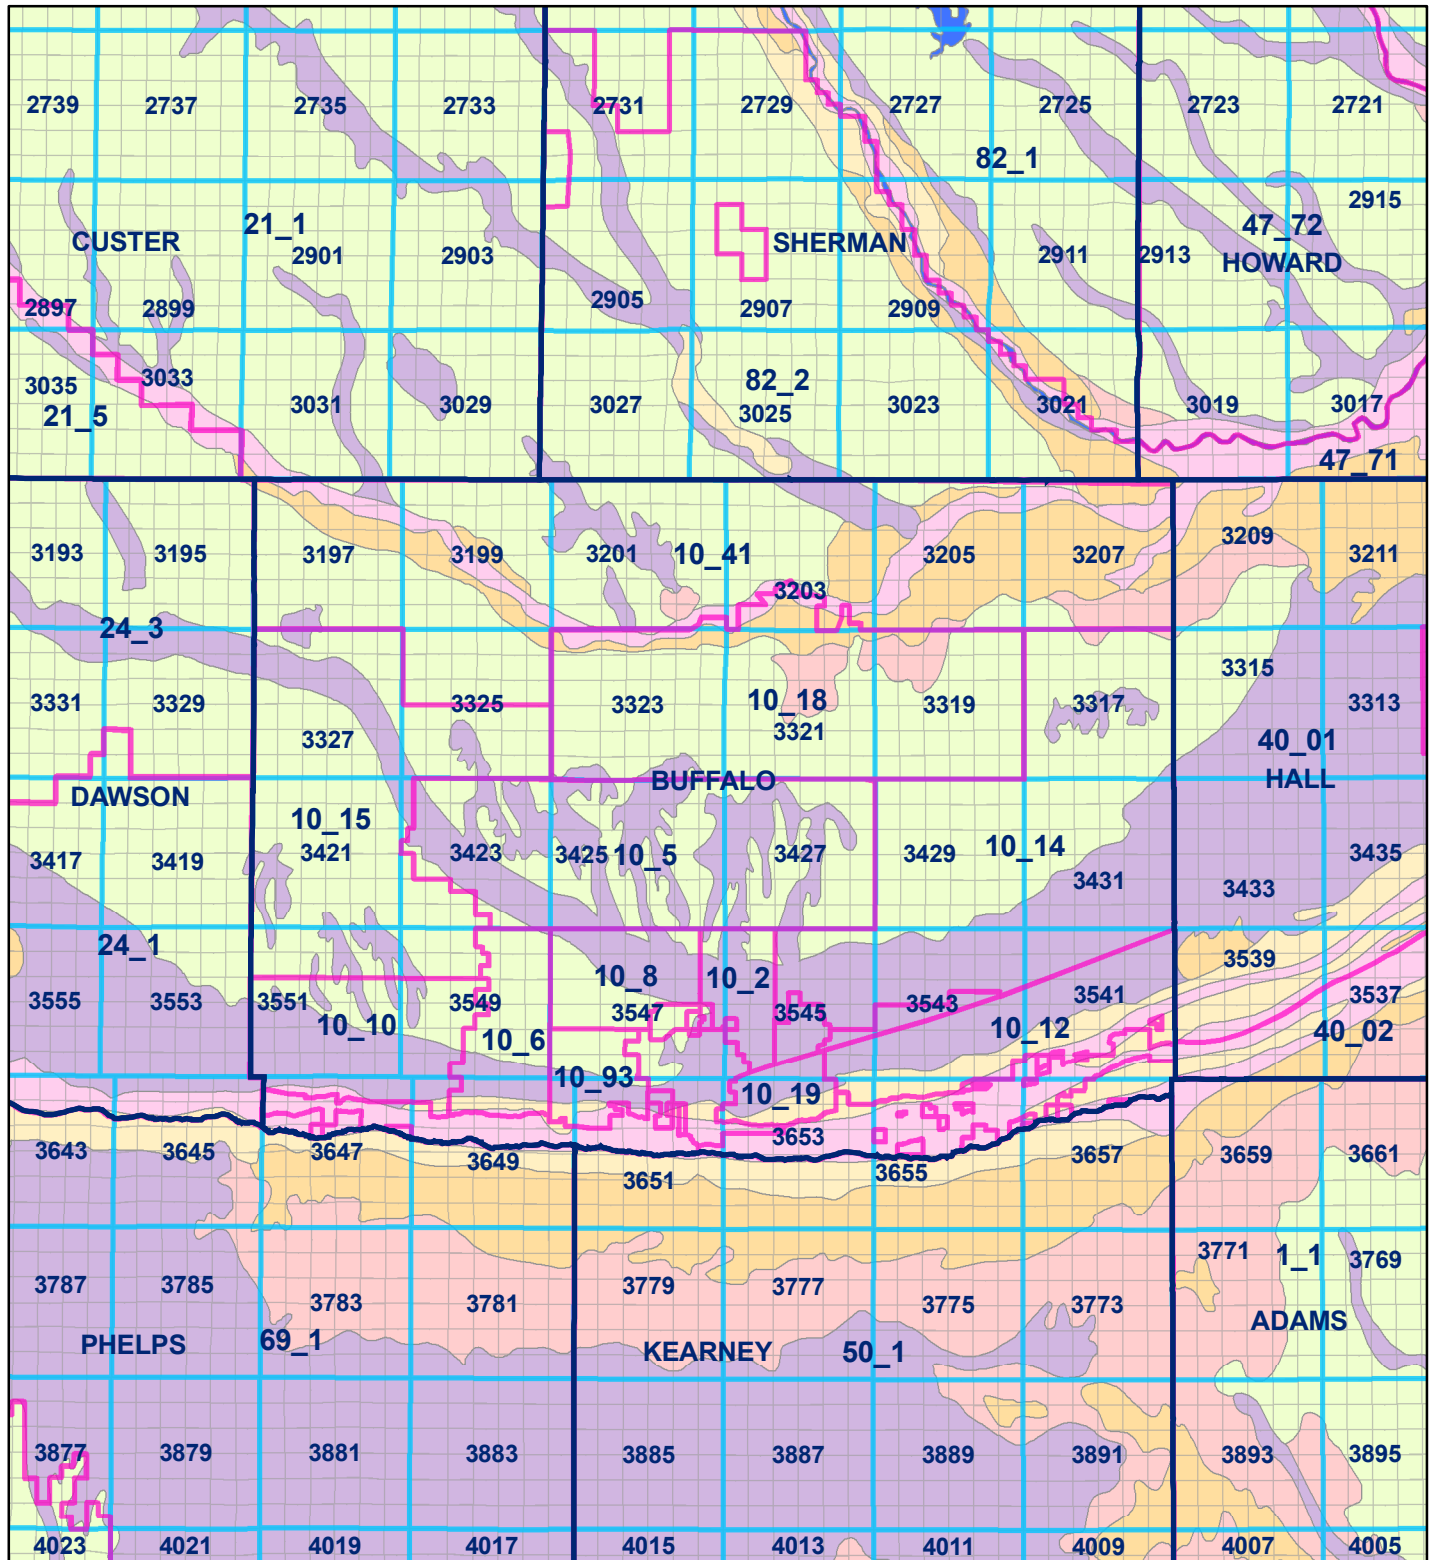 2739 2737 2735 2733 2731 2729 2727 2725 2723 2721
82_1
2915
21_1 47_72
CUSTER SHERMAN
2901 2903 2911 2913 HOWARD
2905
2897 2899 2907 2909
3035 3033 82_2
21_5 3031 3029 3027 3025 3023 3021 3019 3017
47_71
3209
3193 3195 3197 3199 3201 10_41 3205 3207 3211
3203
24_3
3315
3331 3329 3325 3323 10_18 3319 3317 3313
3327 3321 40_01
BUFFALO HALL
DAWSON
10_15 10_14
3417 3419 3421 3423 3425 10_5 3427 3429 3435
3431 3433
24_1
3539
10_8 10_2
3555 3553 3551 3549 3547 3545 3543 3541 3537
10_10 10_6 10_12 40_02
10_93 10_19
3653
3643 3645 3647 3649 3651 3655 3657 3659 3661
3771 1_1 3769
3787 3785 3783 3781 3779 3777 3775 3773
ADAMS
PHELPS 69_1 KEARNEY 50_1
3877 3879 3881 3883 3885 3887 3889 3891 3893 3895
4023 4021 4019 4017 4015 4013 4011 4009 4007 4005